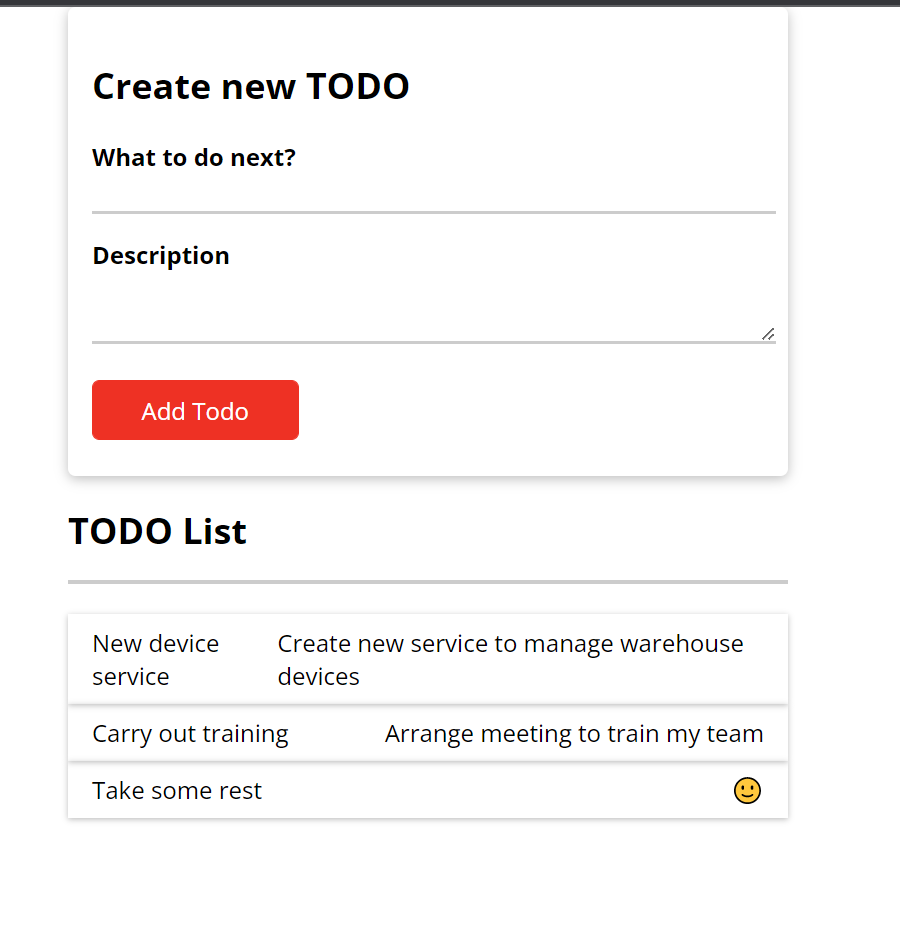 Create new TODO
What to do next?
Description
Add Todo
TODO List
New device Create new service to manage warehouse
service devices
Carry out training Arrange meeting to train my team
Take some rest 🙂